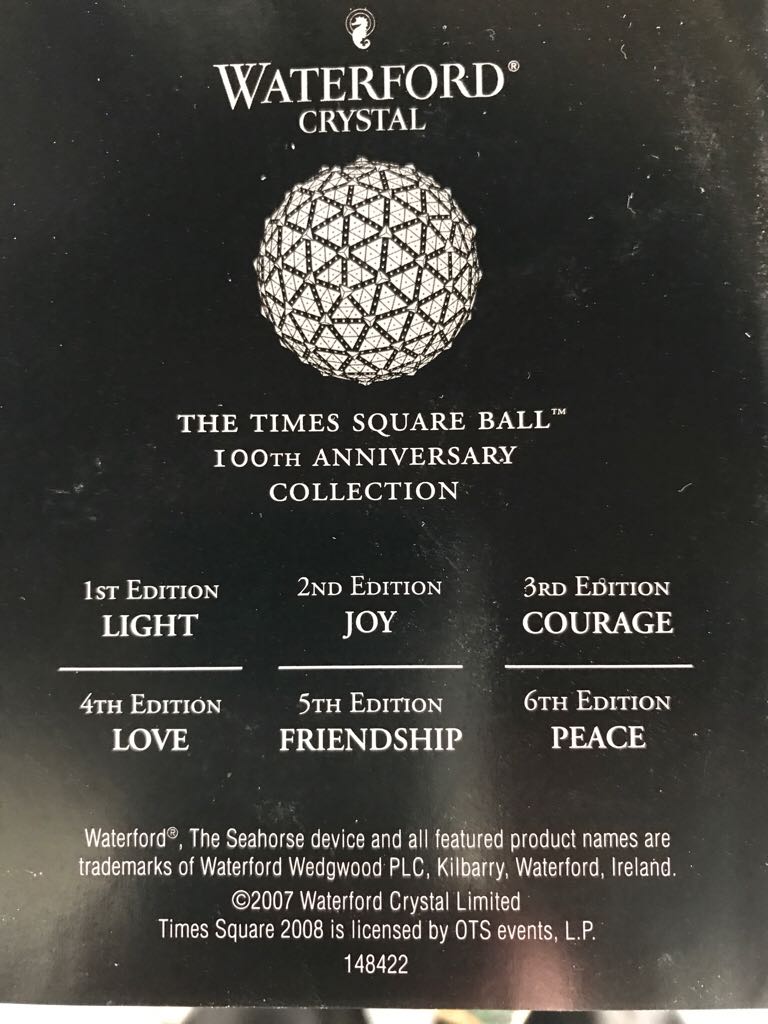 WATERFORD®
CRYSTAL
THE TIMES SQUARE BALL™
100TH ANNIVERSARY
COLLECTION
1ST EDITION
LIGHT
2ND EDITION
JOY
3RD EDITION
COURAGE
4TH EDITION
LOVE
5TH EDITION
FRIENDSHIP
6TH EDITION
PEACE
Waterford®, The Seahorse device and all featured product names are
trademarks of Waterford Wedgwood PLC, Kilbarry, Waterford, Ireland.
©2007 Waterford Crystal Limited
Times Square 2008 is licensed by OTS events, L.P.
148422